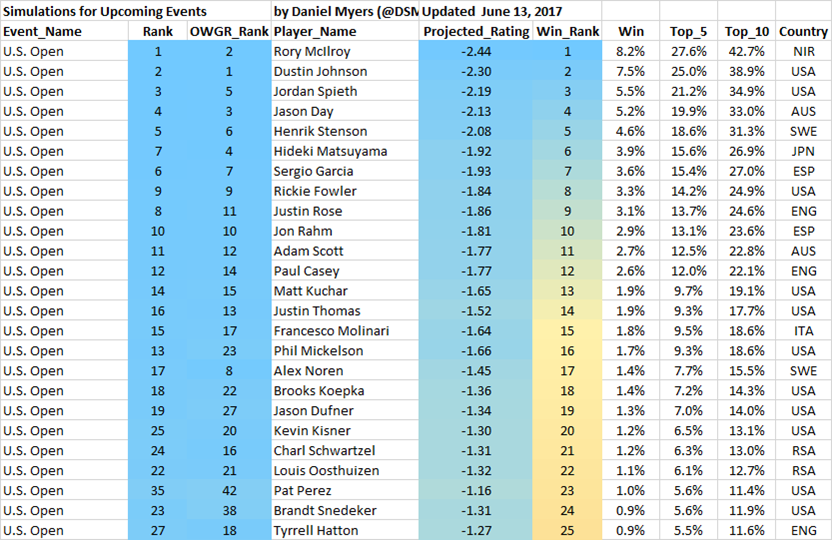 Simulations for Upcoming Events by Daniel Myers (@DSM Updated June 13, 2017
Event_Name Rank OWGR_Rank Player_Name Projected_Rating Win_Rank Win Top_5 Top_10 Country
U.S. Open 1 2 Rory McIlroy -2.44 1 8.2% 27.6% 42.7% NIR
U.S. Open 2 1 Dustin Johnson -2.30 2 7.5% 25.0% 38.9% USA
U.S. Open 3 5 Jordan Spieth -2.19 3 5.5% 21.2% 34.9% USA
U.S. Open 4 3 Jason Day -2.13 4 5.2% 19.9% 33.0% AUS
U.S. Open 5 6 Henrik Stenson -2.08 5 4.6% 18.6% 31.3% SWE
U.S. Open 7 4 Hideki Matsuyama -1.92 6 3.9% 15.6% 26.9% JPN
U.S. Open 6 7 Sergio Garcia -1.93 7 3.6% 15.4% 27.0% ESP
U.S. Open 9 9 Rickie Fowler -1.84 8 3.3% 14.2% 24.9% USA
U.S. Open 8 11 Justin Rose -1.86 9 3.1% 13.7% 24.6% ENG
U.S. Open 10 10 Jon Rahm -1.81 10 2.9% 13.1% 23.6% ESP
U.S. Open 11 12 Adam Scott -1.77 11 2.7% 12.5% 22.8% AUS
U.S. Open 12 14 Paul Casey -1.77 12 2.6% 12.0% 22.1% ENG
U.S. Open 14 15 Matt Kuchar -1.65 13 1.9% 9.7% 19.1% USA
U.S. Open 16 13 Justin Thomas -1.52 14 1.9% 9.3% 17.7% USA
U.S. Open 15 17 Francesco Molinari -1.64 15 1.8% 9.5% 18.6% ITA
U.S. Open 13 23 Phil Mickelson -1.66 16 1.7% 9.3% 18.6% USA
U.S. Open 17 8 Alex Noren -1.45 17 1.4% 7.7% 15.5% SWE
U.S. Open 18 22 Brooks Koepka -1.36 18 1.4% 7.2% 14.3% USA
U.S. Open 19 27 Jason Dufner -1.34 19 1.3% 7.0% 14.0% USA
U.S. Open 25 20 Kevin Kisner -1.30 20 1.2% 6.5% 13.1% USA
U.S. Open 24 16 Charl Schwartzel -1.31 21 1.2% 6.3% 13.0% RSA
U.S. Open 22 21 Louis Oosthuizen -1.32 22 1.1% 6.1% 12.7% RSA
U.S. Open 35 42 Pat Perez -1.16 23 1.0% 5.6% 11.4% USA
U.S. Open 23 38 Brandt Snedeker -1.31 24 0.9% 5.6% 11.9% USA
U.S. Open 27 18 Tyrrell Hatton -1.27 25 0.9% 5.5% 11.6% ENG